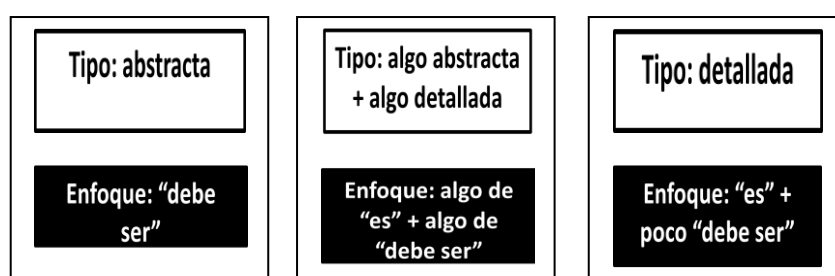 Tipo: abstracta
Enfoque: “debe
ser”
Tipo: algo abstracta
+ algo detallada
Enfoque: algo de
“es” + algo de
“debe ser”
Tipo: detallada
Enfoque: “es” +
poco “debe ser”